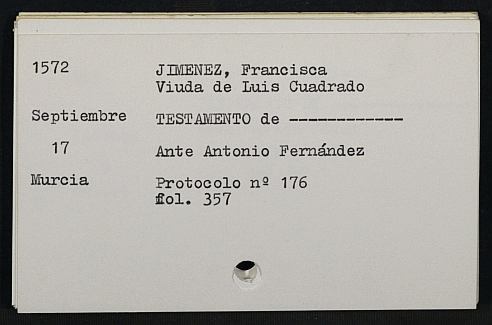 1572 JIMENEZ, Francisca
Viuda de Luis Cuadrado
Septiembre TESTAMENTO de ------------
17 Ante Antonio Fernández
Murcia Protocolo nº 176
fol. 357